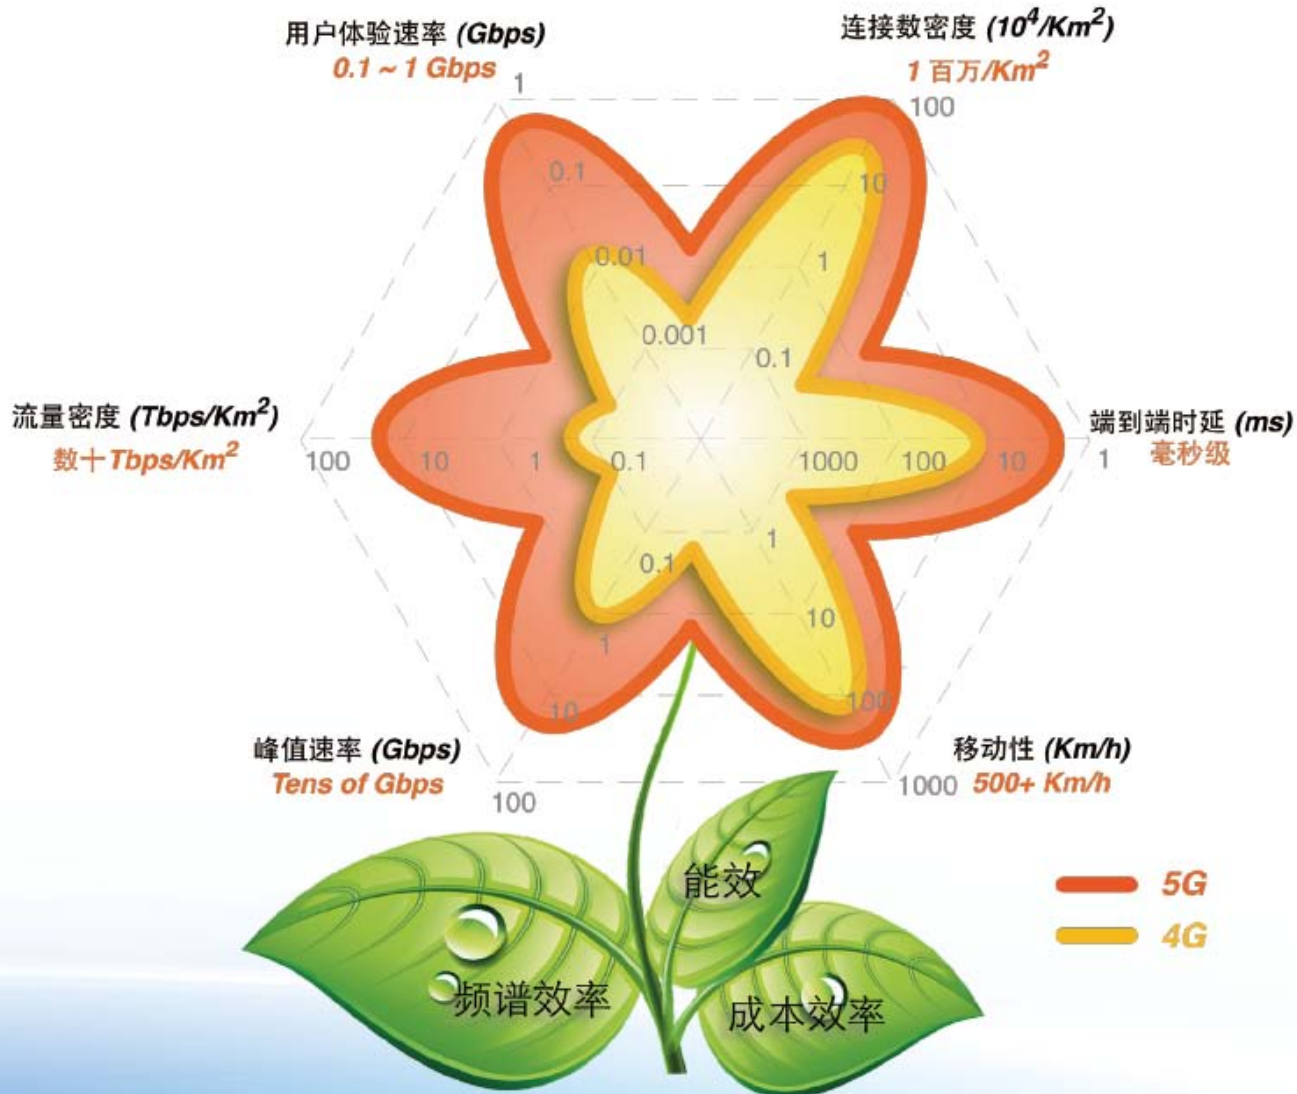 用户体验速率 (Gbps)
0.1 ~ 1 Gbps
连接数密度 (10⁴/Km²)
1 百万/Km²
1
100
0.1
10
0.01
1
0.001
0.1
流量密度 (Tbps/Km²)
数十Tbps/Km²
100
10
1
0.1
1000
100
10
1
端到端时延 (ms)
毫秒级
0.1
1
1
10
10
100
峰值速率 (Gbps)
Tens of Gbps
100
移动性 (Km/h)
500+ Km/h
1000
能效
频谱效率
成本效率
5G
4G